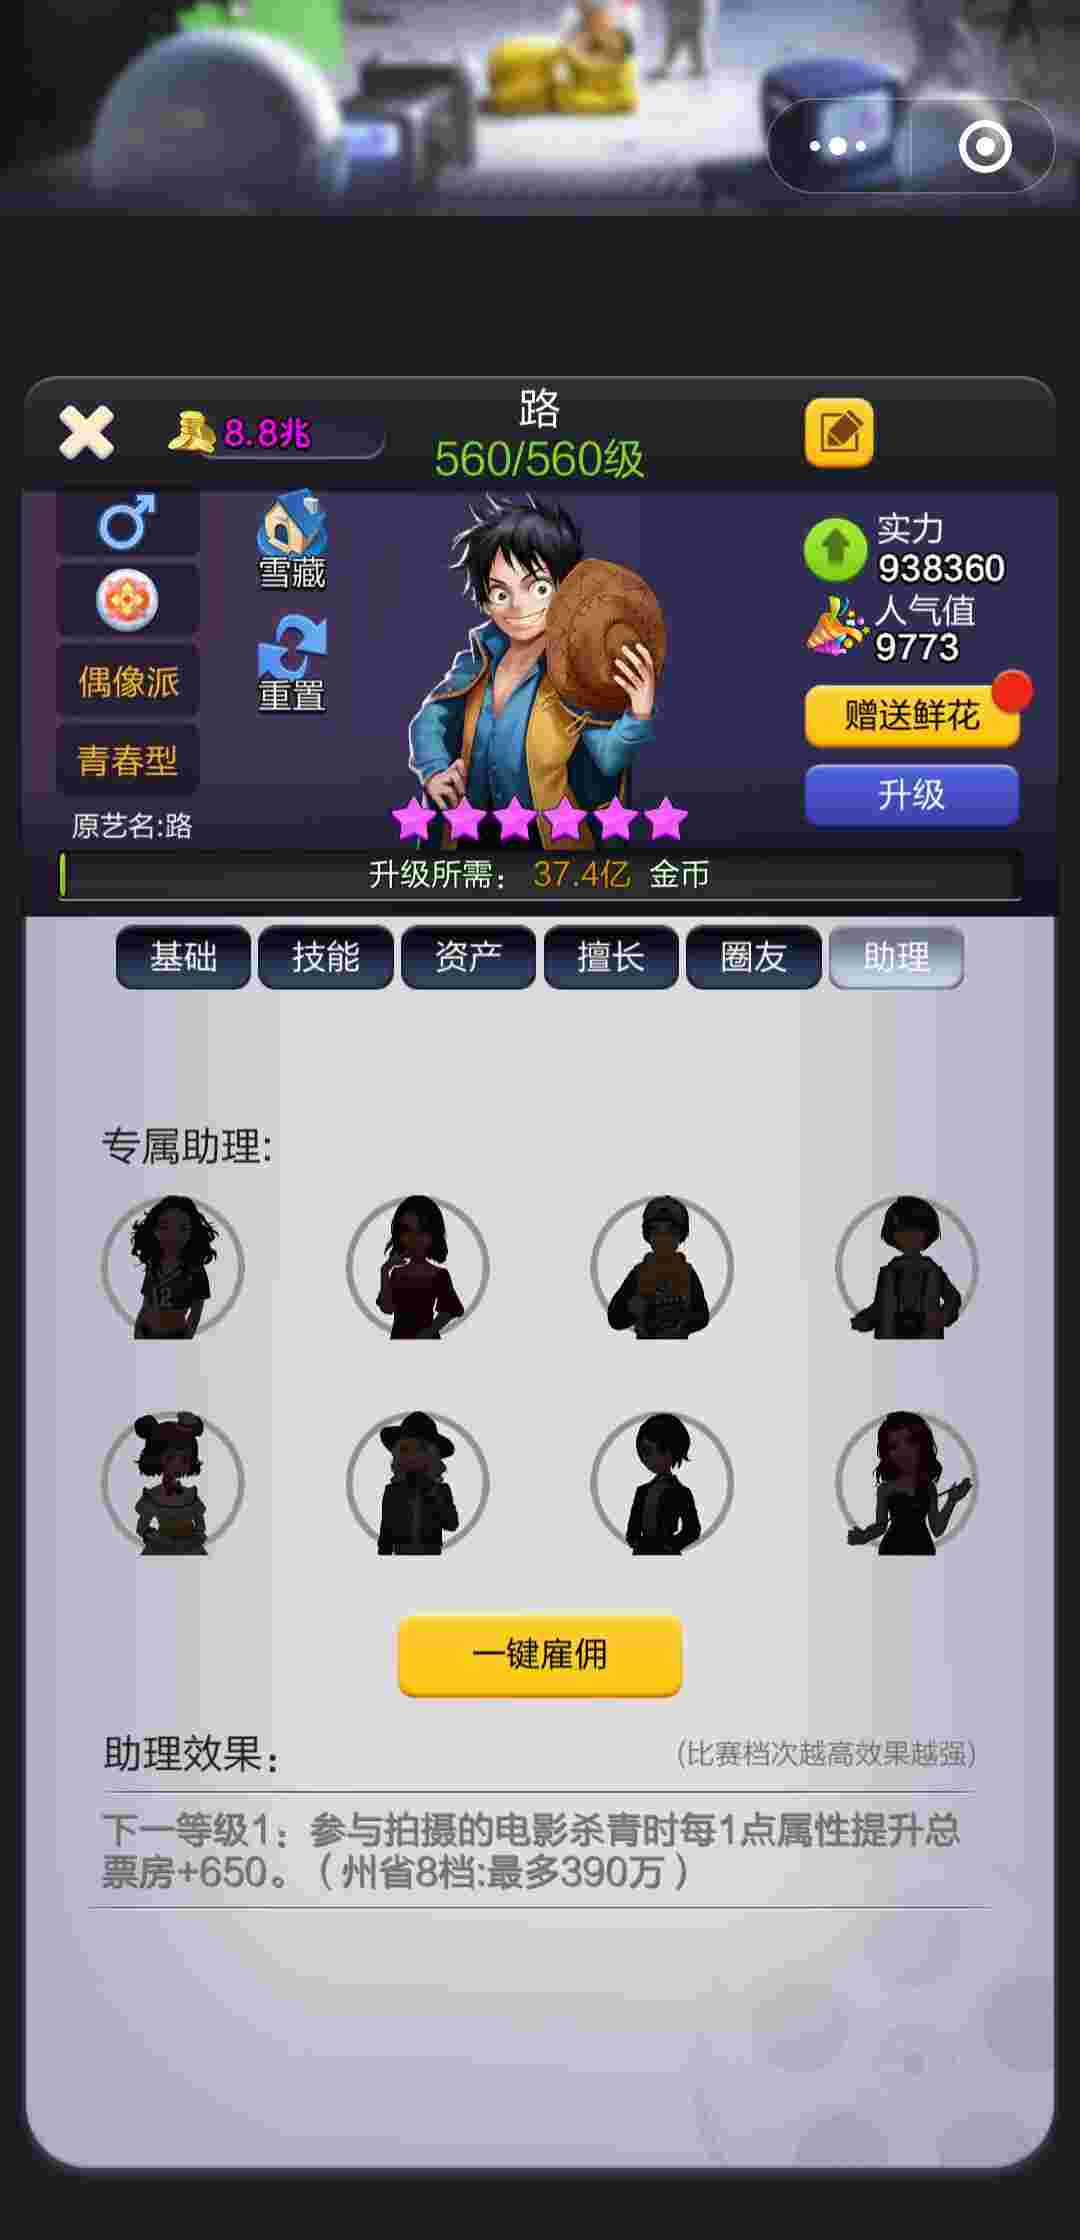 路
8.8兆
560/560级
实力
938360
雪藏
人气值
9773
偶像派
重置
赠送鲜花
青春型
升级
原艺名:路
升级所需： 37.4亿 金币
基础 技能 资产 擅长 圈友 助理
专属助理:
12
一键雇佣
助理效果：
(比赛档次越高效果越强)
下一等级1：参与拍摄的电影杀青时每1点属性提升总
票房+650。（州省8档:最多390万）